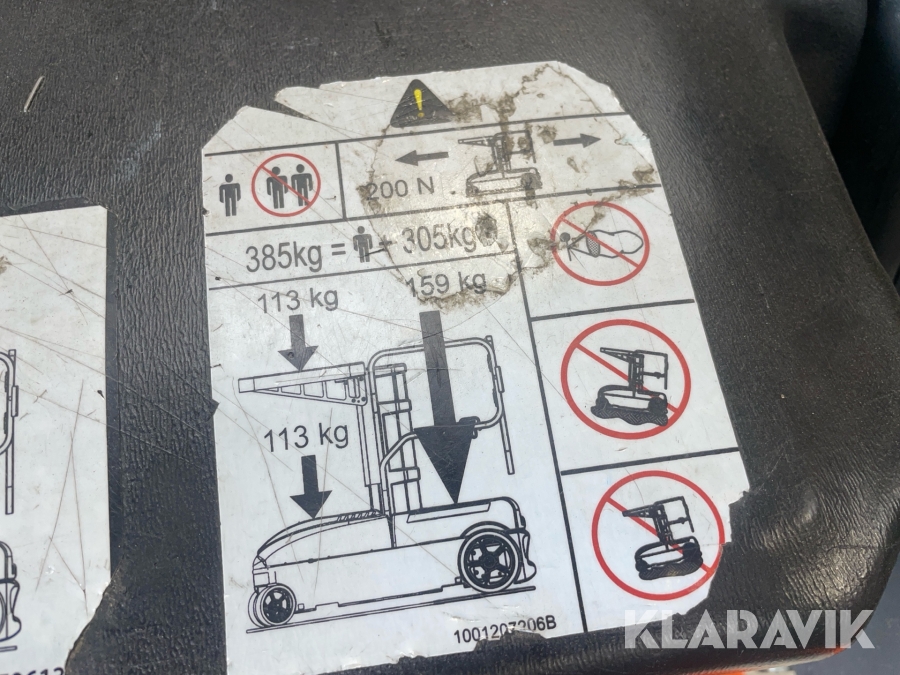 !
200 N
385kg = + 305kg
113 kg
159 kg
113 kg
1001207206B
KLARAVIK